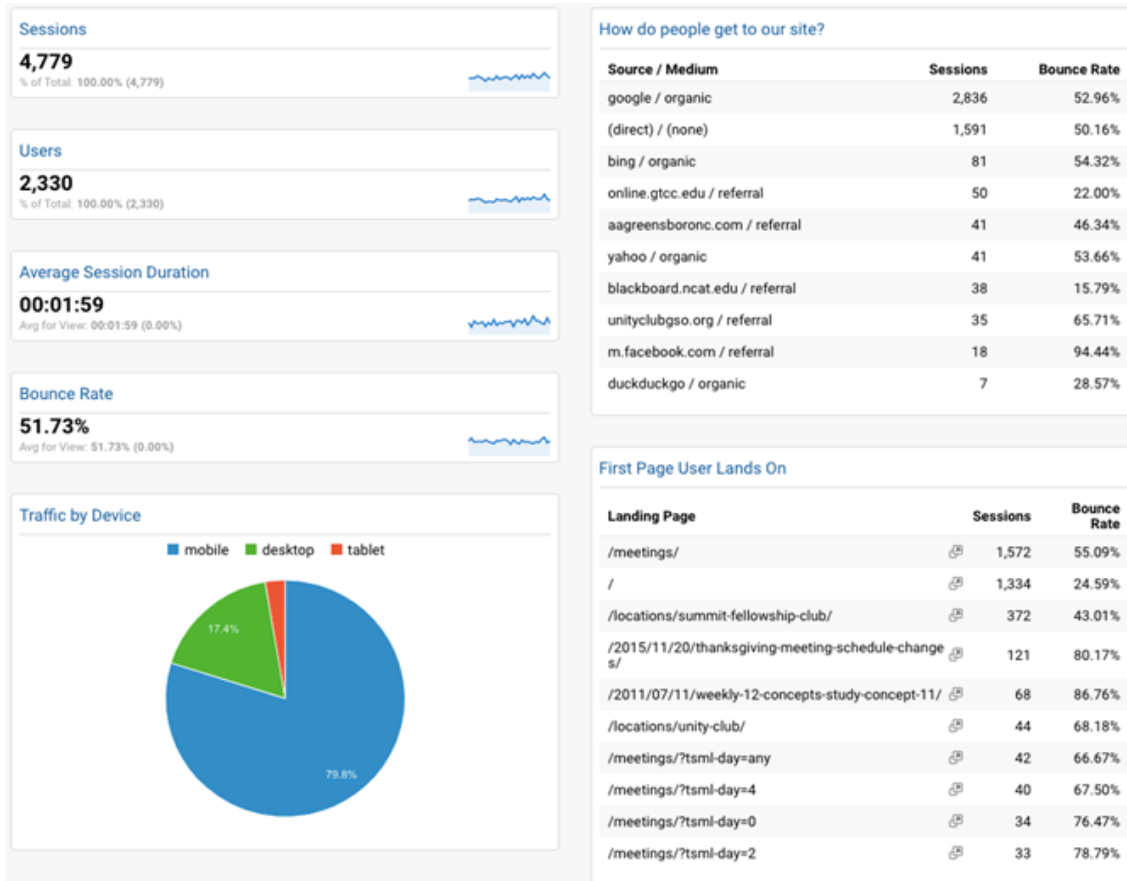 Sessions
4,779
% of Total: 100.00% (4,779)
Users
2,330
% of Total: 100.00% (2,330)
Average Session Duration
00:01:59
Avg for View: 00:01:59 (0.00%)
Bounce Rate
51.73%
Avg for View: 51.73% (0.00%)
Traffic by Device
mobile desktop tablet
17.4%
79.8%
How do people get to our site?
Source / Medium Sessions Bounce Rate
google / organic 2,836 52.96%
(direct) / (none) 1,591 50.16%
bing / organic 81 54.32%
online.gtcc.edu / referral 50 22.00%
aagreensboronc.com / referral 41 46.34%
yahoo / organic 41 53.66%
blackboard.ncat.edu / referral 38 15.79%
unityclubgso.org / referral 35 65.71%
m.facebook.com / referral 18 94.44%
duckduckgo / organic 7 28.57%
First Page User Lands On
Landing Page Sessions Bounce
Rate
/meetings/ 1,572 55.09%
/ 1,334 24.59%
/locations/summit-fellowship-club/ 372 43.01%
/2015/11/20/thanksgiving-meeting-schedule-change
s/ 121 80.17%
/2011/07/11/weekly-12-concepts-study-concept-11/ 68 86.76%
/locations/unity-club/ 44 68.18%
/meetings/?tsml-day=any 42 66.67%
/meetings/?tsml-day=4 40 67.50%
/meetings/?tsml-day=0 34 76.47%
/meetings/?tsml-day=2 33 78.79%